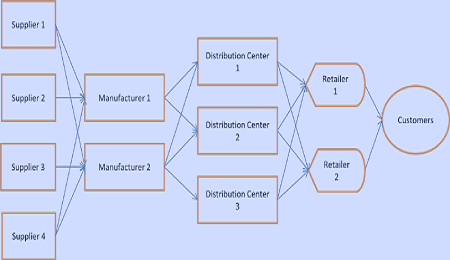 Supplier 1
Supplier 2
Supplier 3
Supplier 4
Manufacturer 1
Manufacturer 2
Distribution Center
1
Distribution Center
2
Distribution Center
3
Retailer
1
Retailer
2
Customers